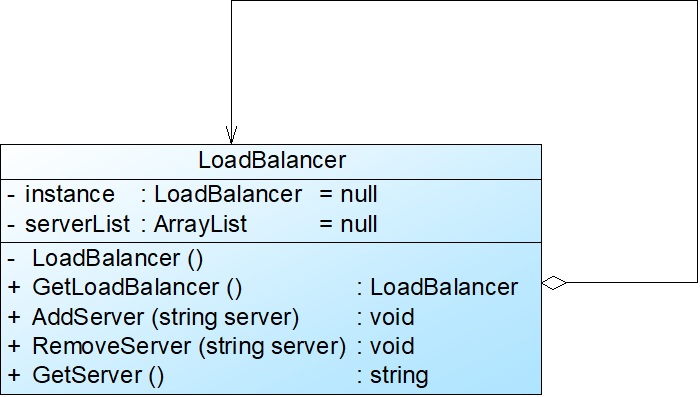 LoadBalancer
- instance : LoadBalancer = null
- serverList : ArrayList = null
- LoadBalancer ()
+ GetLoadBalancer () : LoadBalancer
+ AddServer (string server) : void
+ RemoveServer (string server) : void
+ GetServer () : string